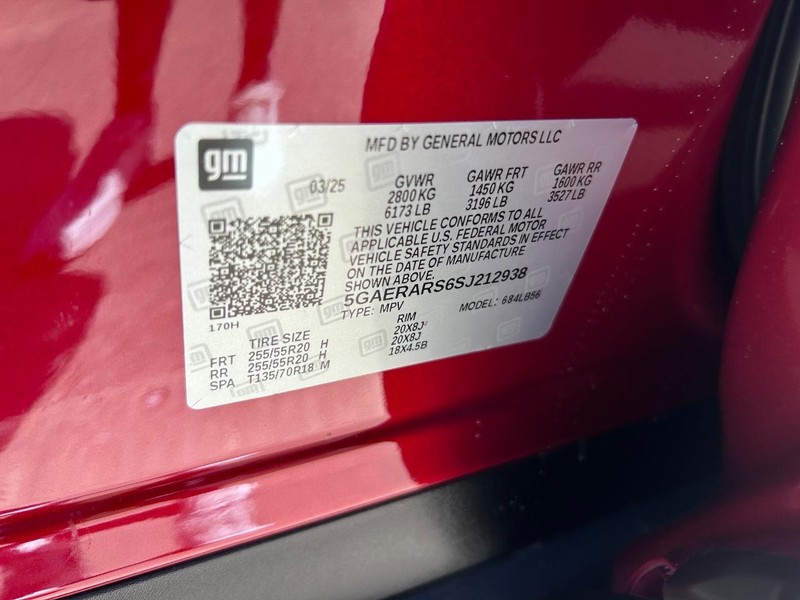 gm
MFD BY GENERAL MOTORS LLC
03/25
GVWR GAWR FRT GAWR RR
2800 KG 1450 KG 1600 KG
6173 LB 3196 LB 3527 LB
THIS VEHICLE CONFORMS TO ALL
APPLICABLE U.S. FEDERAL MOTOR
VEHICLE SAFETY STANDARDS IN EFFECT
ON THE DATE OF MANUFACTURE
SHOWN ABOVE.
5GAERARS6SJ212938
TYPE: MPV MODEL: 684LB56
170H
TIRE SIZE RIM
FRT 255/55R20 H 20X8J
RR 255/55R20 H 20X8J
SPA T135/70R18 M 18X4.5B